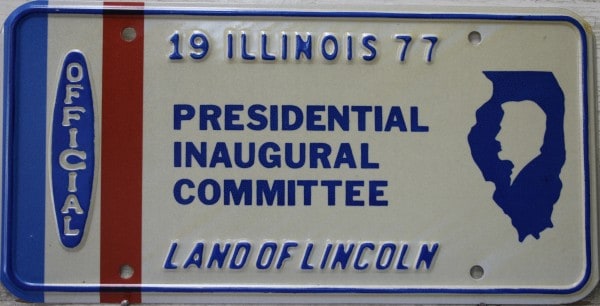 OFFICIAL
19 ILLINOIS 77
PRESIDENTIAL
INAUGURAL
COMMITTEE
LAND OF LINCOLN